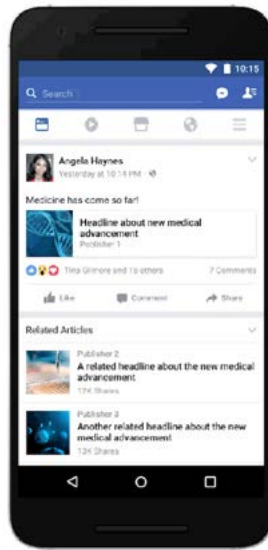 10:15
Search
Angela Haynes
Yesterday at 10:14 PM ·
Medicine has come so far!
Headline about new medical
advancement
Publisher 1
Tina Gilmore and 16 others 7 Comments
Like Comment Share
Related Articles
Publisher 2
A related headline about the new medical
advancement
12K Shares
Publisher 3
Another related headline about the new
medical advancement
Shares